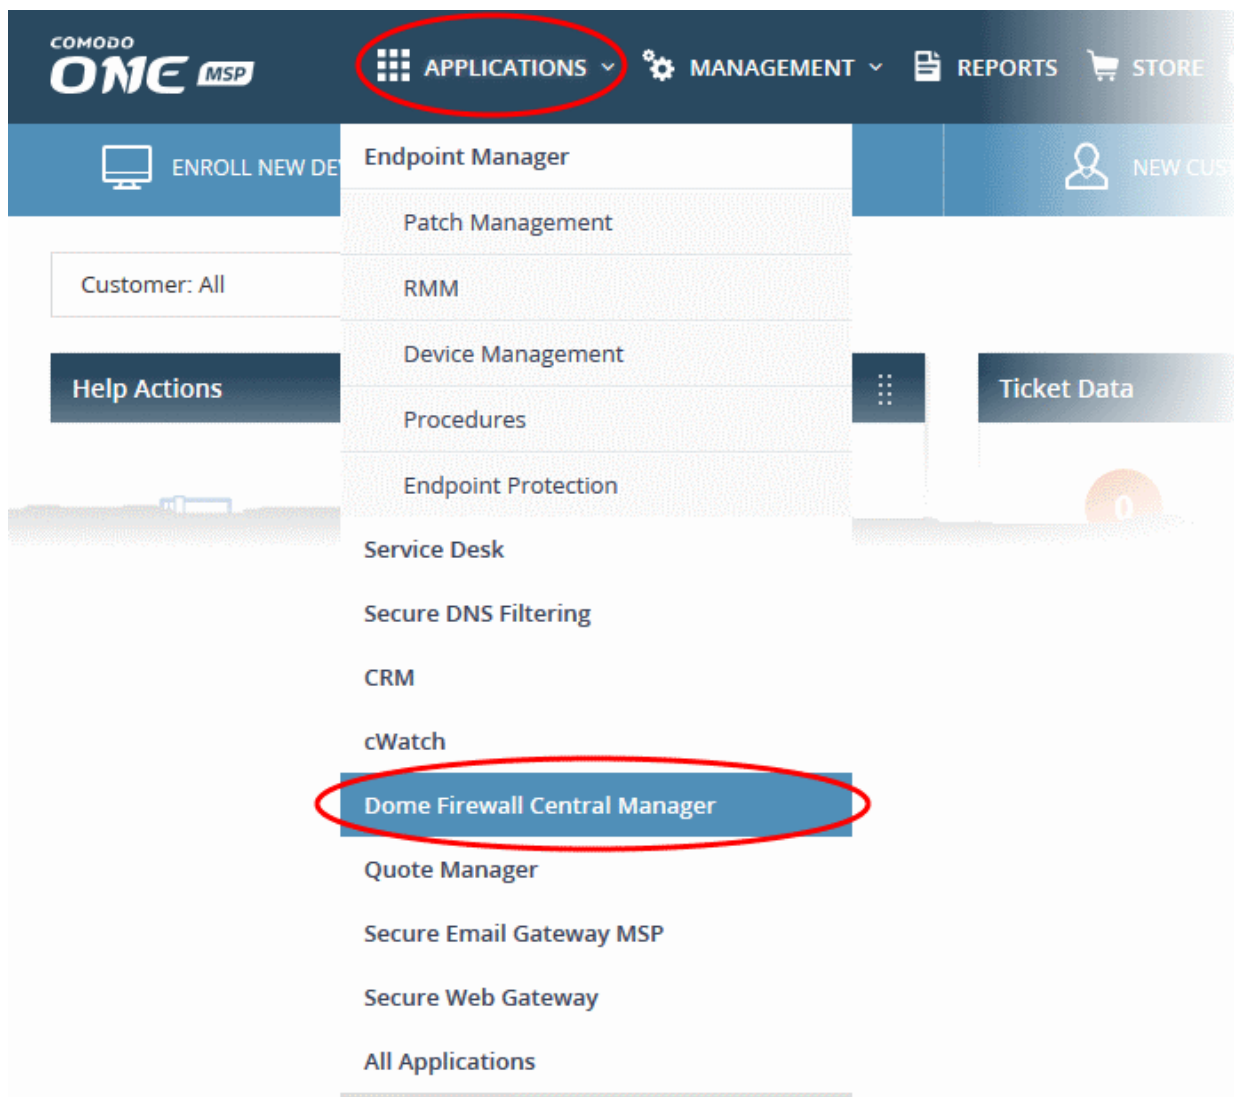 COMODO
ONE MSP
APPLICATIONS
MANAGEMENT
REPORTS
STORE
ENROLL NEW DE
NEW CUS
Customer: All
Help Actions
Ticket Data
0
Endpoint Manager
Patch Management
RMM
Device Management
Procedures
Endpoint Protection
Service Desk
Secure DNS Filtering
CRM
cWatch
Dome Firewall Central Manager
Quote Manager
Secure Email Gateway MSP
Secure Web Gateway
All Applications